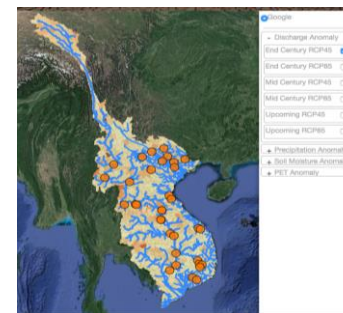 Google
- Discharge Anomaly
End Century RCP45
End Century RCP85
Mid Century RCP45
Mid Century RCP85
Upcoming RCP45
Upcoming RCP85
+ Precipitation Anomal
+ Soil Moisture Anomal
+ PET Anomaly